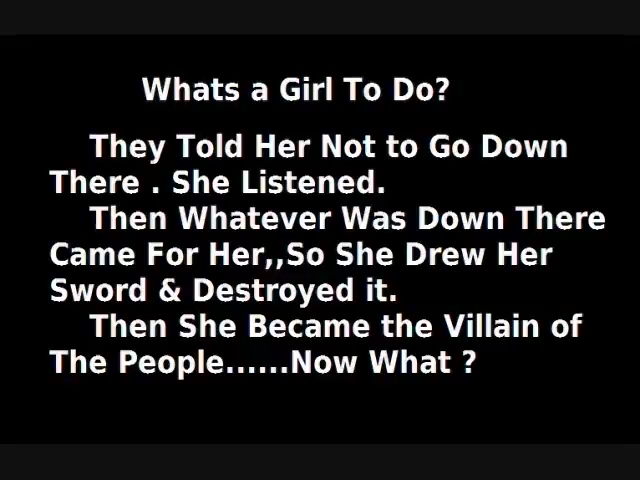 Whats a Girl To Do?
They Told Her Not to Go Down
There . She Listened.
Then Whatever Was Down There
Came For Her,,So She Drew Her
Sword & Destroyed it.
Then She Became the Villain of
The People......Now What ?